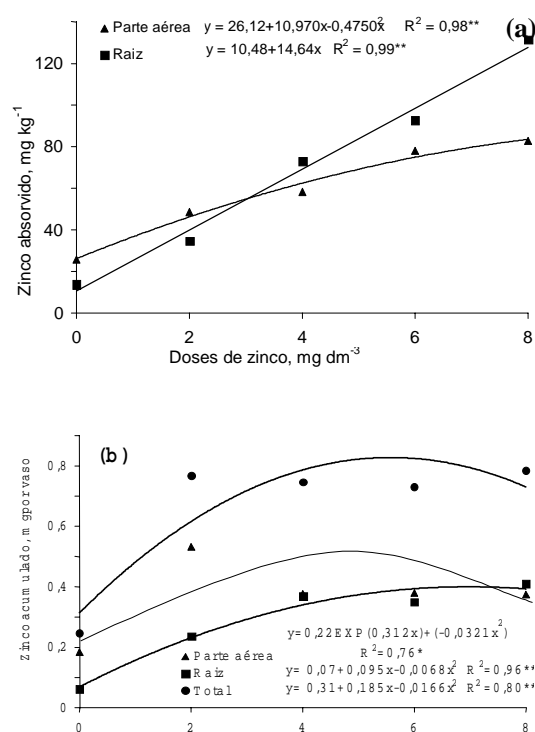 ▲ Parte aérea y = 26,12+10,970x-0,4750x² R² = 0,98**
(a)
■ Raiz y = 10,48+14,64x R² = 0,99**
Zinco absorvido, mg kg⁻¹
120
80
40
0
0 2 4 6 8
Doses de zinco, mg dm⁻³
(b)
Zinco acumulado, mg por vaso
0,8
0,6
0,4
0,2
0
y=0,22EXP(0,312x)+(-0,0321x²)
R²=0,76*
▲ Parte aérea
■ Raiz y= 0,07+0,095x-0,0068x² R²=0,96**
● Total y= 0,31+0,185x-0,0166x² R²=0,80**
0 2 4 6 8